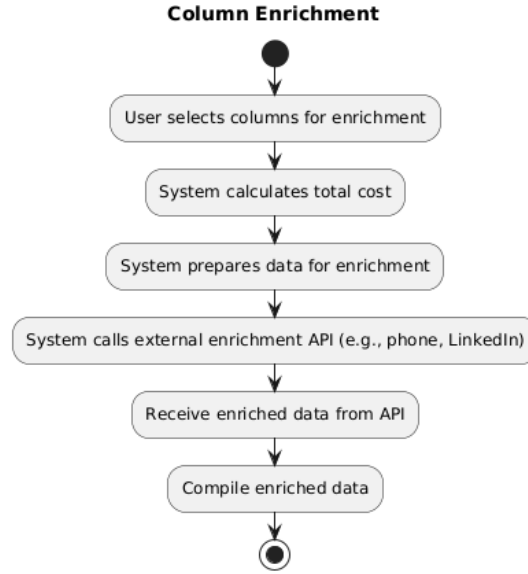 Column Enrichment
User selects columns for enrichment
System calculates total cost
System prepares data for enrichment
System calls external enrichment API (e.g., phone, LinkedIn)
Receive enriched data from API
Compile enriched data